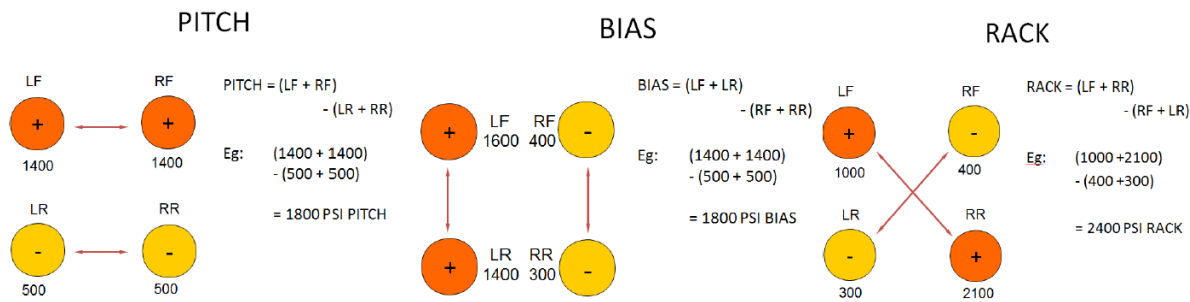 PITCH
LF
RF
+
+
1400
1400
LR
RR
-
-
500
500
PITCH = (LF + RF)
- (LR + RR)
Eg: (1400 + 1400)
- (500 + 500)
= 1800 PSI PITCH
BIAS
+
LF RF
1600 400
-
+
LR RR
1400 300
-
BIAS = (LF + LR)
- (RF + RR)
Eg: (1400 + 1400)
- (500 + 500)
= 1800 PSI BIAS
RACK
LF
RF
+
-
1000
400
LR
RR
-
+
300
2100
RACK = (LF + RR)
- (RF + LR)
Eg: (1000 +2100)
- (400 +300)
= 2400 PSI RACK